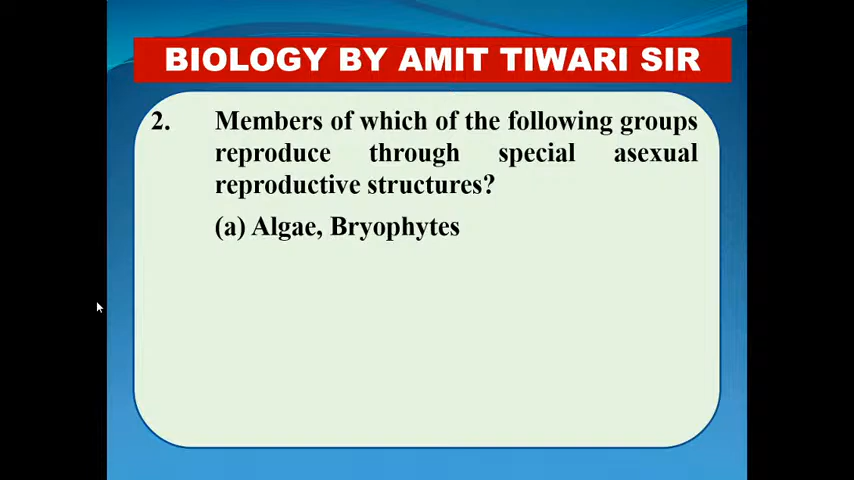 BIOLOGY BY AMIT TIWARI SIR
2. Members of which of the following groups
reproduce through special asexual
reproductive structures?
(a) Algae, Bryophytes